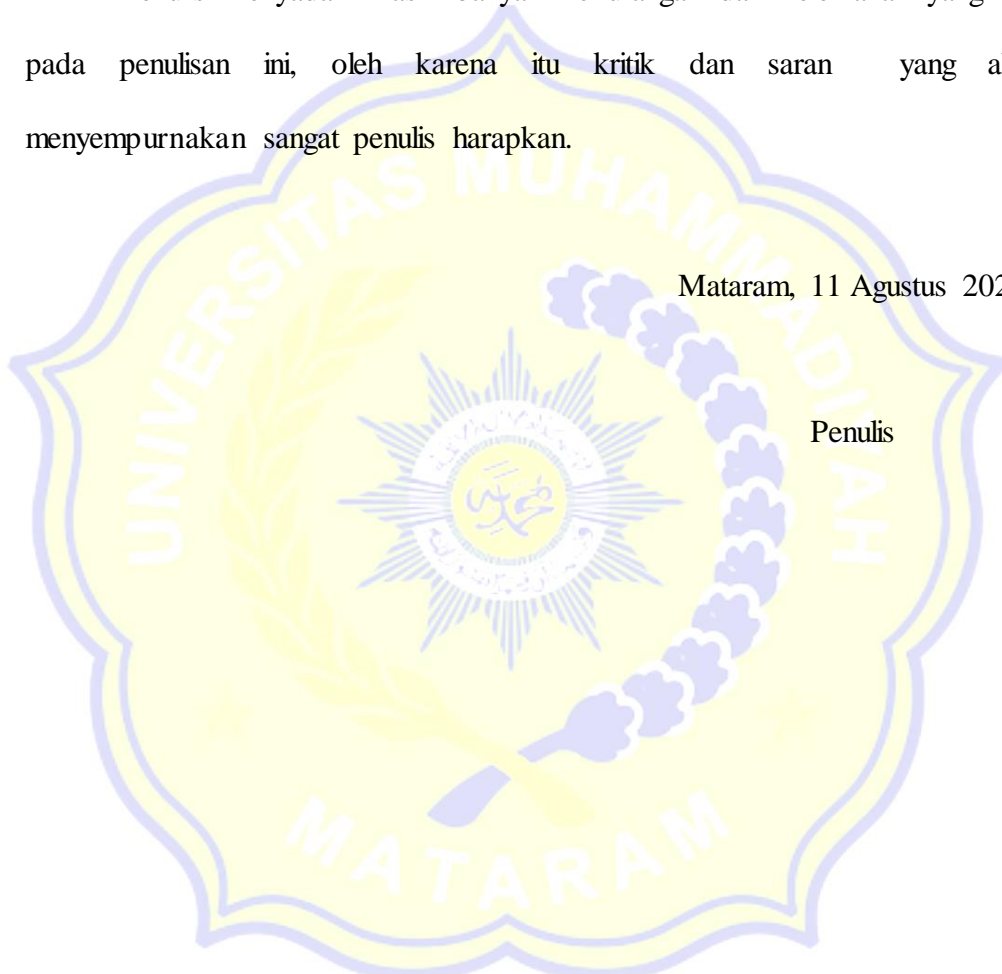 pada penulisan ini, oleh karena itu kritik dan saran yang
menyempurnakan sangat penulis harapkan.
Mataram, 11 Agustus
Penulis
UNIVERSITAS MUHAMMADIYAH
MATARAM